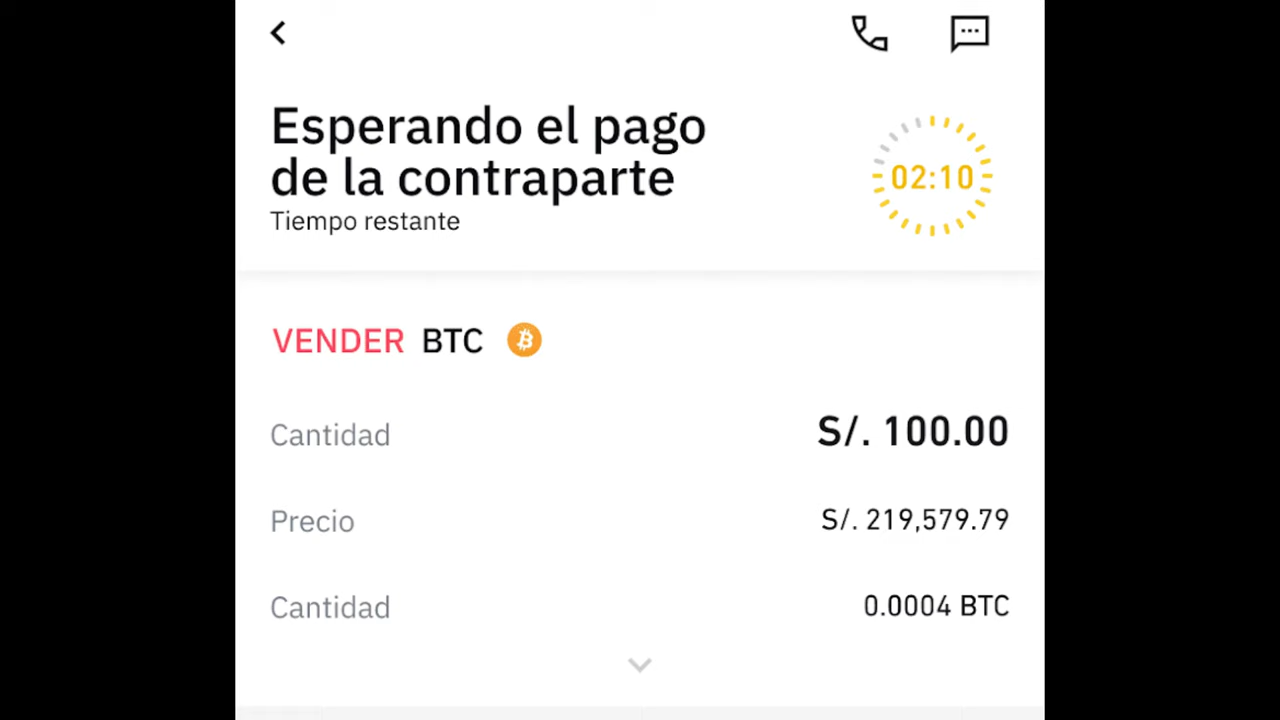 Esperando el pago
de la contraparte
02:10
Tiempo restante
VENDER BTC
Cantidad S/. 100.00
Precio S/. 219,579.79
Cantidad 0.0004 BTC